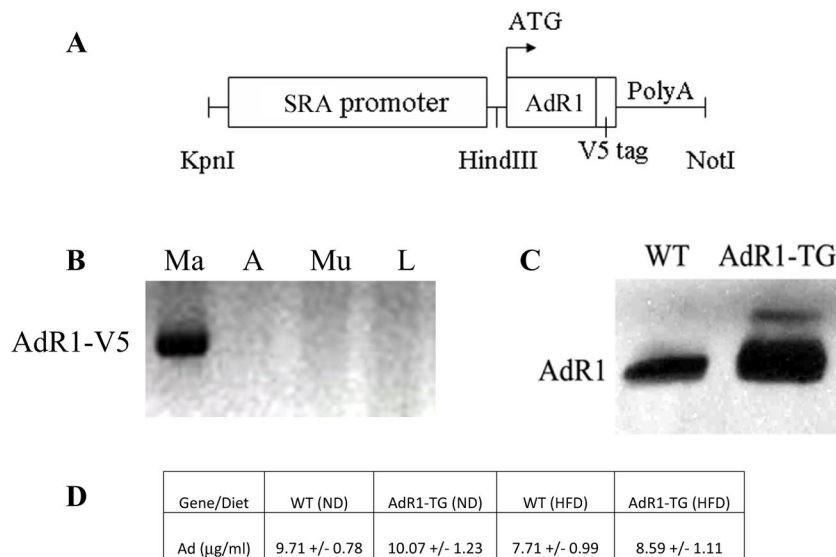 A
ATG
SRA promoter
AdR1
PolyA
KpnI
HindIII
V5 tag
NotI
B
Ma A Mu L
AdR1-V5
C
WT AdR1-TG
AdR1
D
Gene/Diet WT (ND) AdR1-TG (ND) WT (HFD) AdR1-TG (HFD)
Ad (µg/ml) 9.71 +/- 0.78 10.07 +/- 1.23 7.71 +/- 0.99 8.59 +/- 1.11